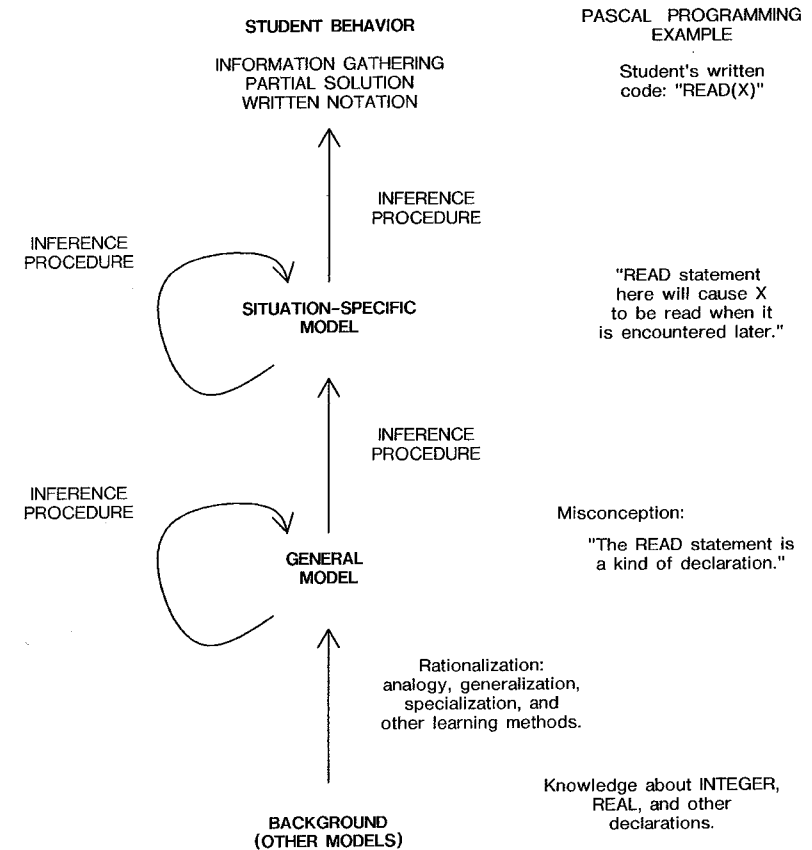 STUDENT BEHAVIOR
PASCAL PROGRAMMING
EXAMPLE
INFORMATION GATHERING
PARTIAL SOLUTION
WRITTEN NOTATION
Student's written
code: "READ(X)"
INFERENCE
PROCEDURE
INFERENCE
PROCEDURE
SITUATION-SPECIFIC
MODEL
"READ statement
here will cause X
to be read when it
is encountered later."
INFERENCE
PROCEDURE
INFERENCE
PROCEDURE
GENERAL
MODEL
Misconception:
"The READ statement is
a kind of declaration."
Rationalization:
analogy, generalization,
specialization, and
other learning methods.
BACKGROUND
(OTHER MODELS)
Knowledge about INTEGER,
REAL, and other
declarations.